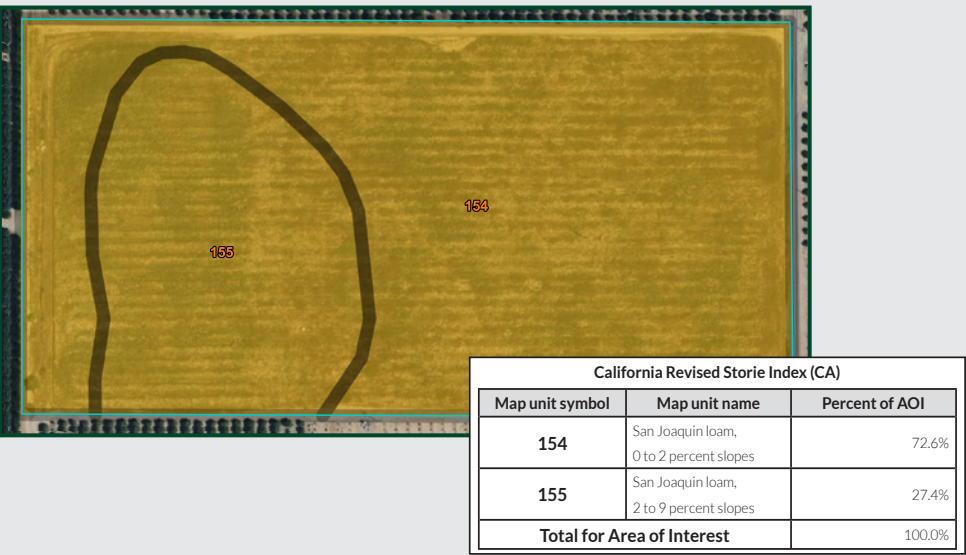 154
155
California Revised Storie Index (CA)
Map unit symbol Map unit name Percent of AOI
154 San Joaquin loam,
0 to 2 percent slopes 72.6%
155 San Joaquin loam,
2 to 9 percent slopes 27.4%
Total for Area of Interest 100.0%